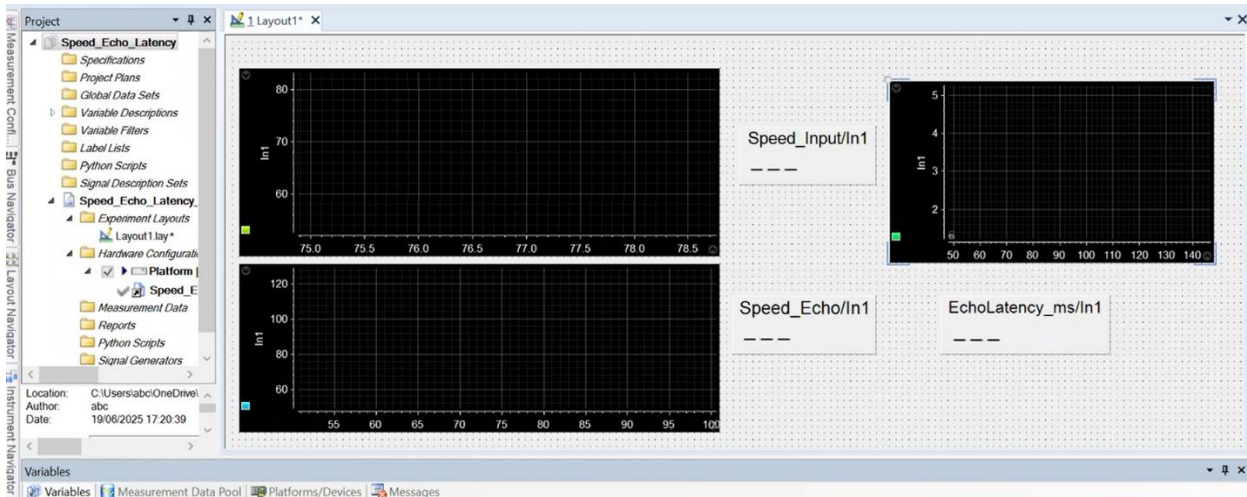 Project
1 Layout1*
Measurement Confi...
Bus Navigator
Layout Navigator
Instrument Navigator
Speed_Echo_Latency
Specifications
Project Plans
Global Data Sets
Variable Descriptions
Variable Filters
Label Lists
Python Scripts
Signal Description Sets
Speed_Echo_Latency_
Experiment Layouts
Layout1.lay*
Hardware Configurati
Platform
Speed_E
Measurement Data
Reports
Python Scripts
Signal Generators
Location: C:\Users\abc\OneDrive\
Author: abc
Date: 19/06/2025 17:20:39
80
70
60
In1
75.0 75.5 76.0 76.5 77.0 77.5 78.0 78.5
Speed_Input/In1
– – –
5
4
3
2
In1
50 60 70 80 90 100 110 120 130 140
120
100
80
60
In1
55 60 65 70 75 80 85 90 95 100
Speed_Echo/In1
– – –
EchoLatency_ms/In1
– – –
Variables
Variables Measurement Data Pool Platforms/Devices Messages